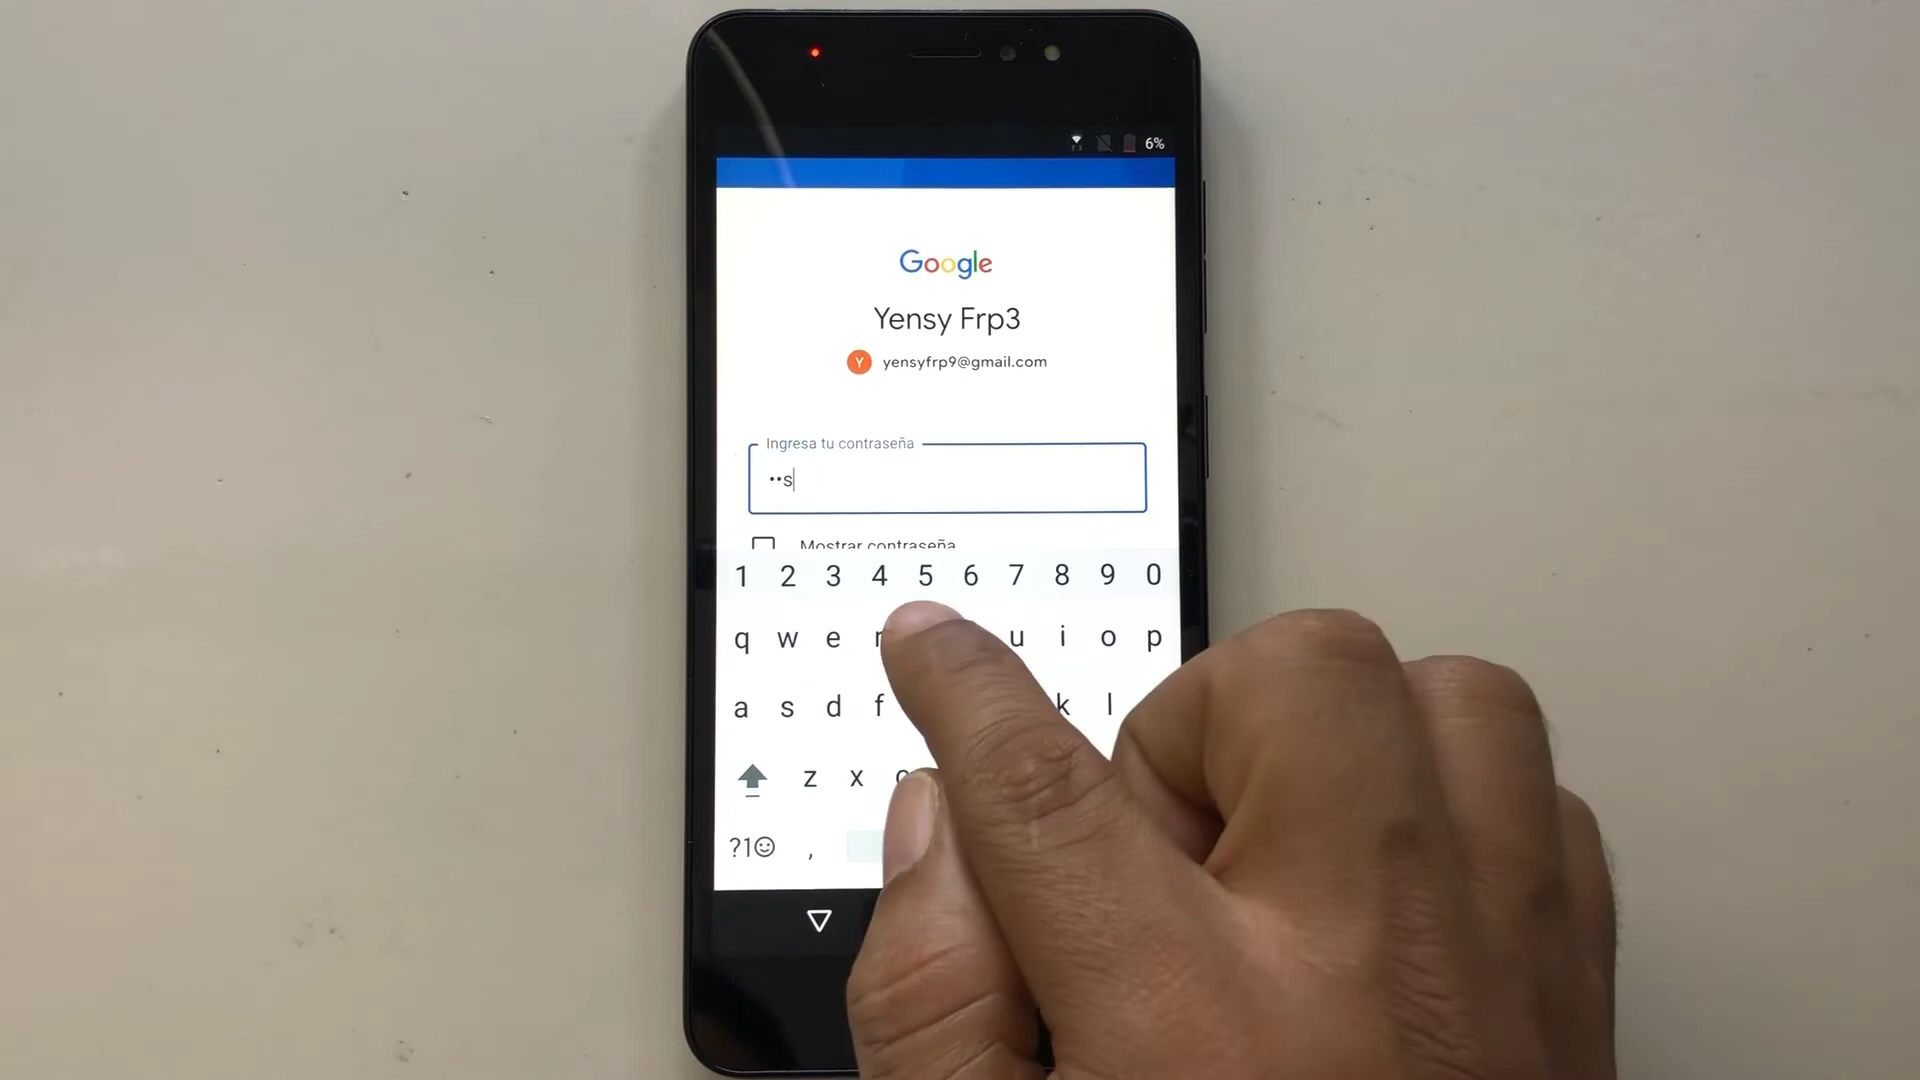 6%
Google
Yensy Frp3
Y yensyfrp9@gmail.com
Ingresa tu contraseña
••s
Mostrar contraseña
1 2 3 4 5 6 7 8 9 0
q w e r u i o p
a s d f k l
z x c
?1☺ ,